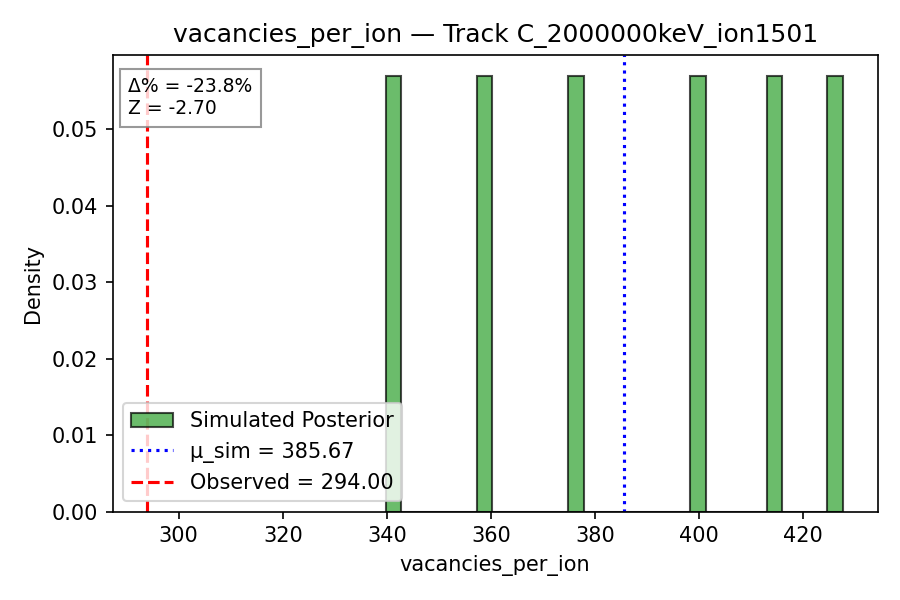 vacancies_per_ion — Track C_2000000keV_ion1501
Δ% = -23.8%
Z = -2.70
Density
0.05
0.04
0.03
0.02
0.01
0.00
Simulated Posterior
μ_sim = 385.67
Observed = 294.00
300 320 340 360 380 400 420
vacancies_per_ion